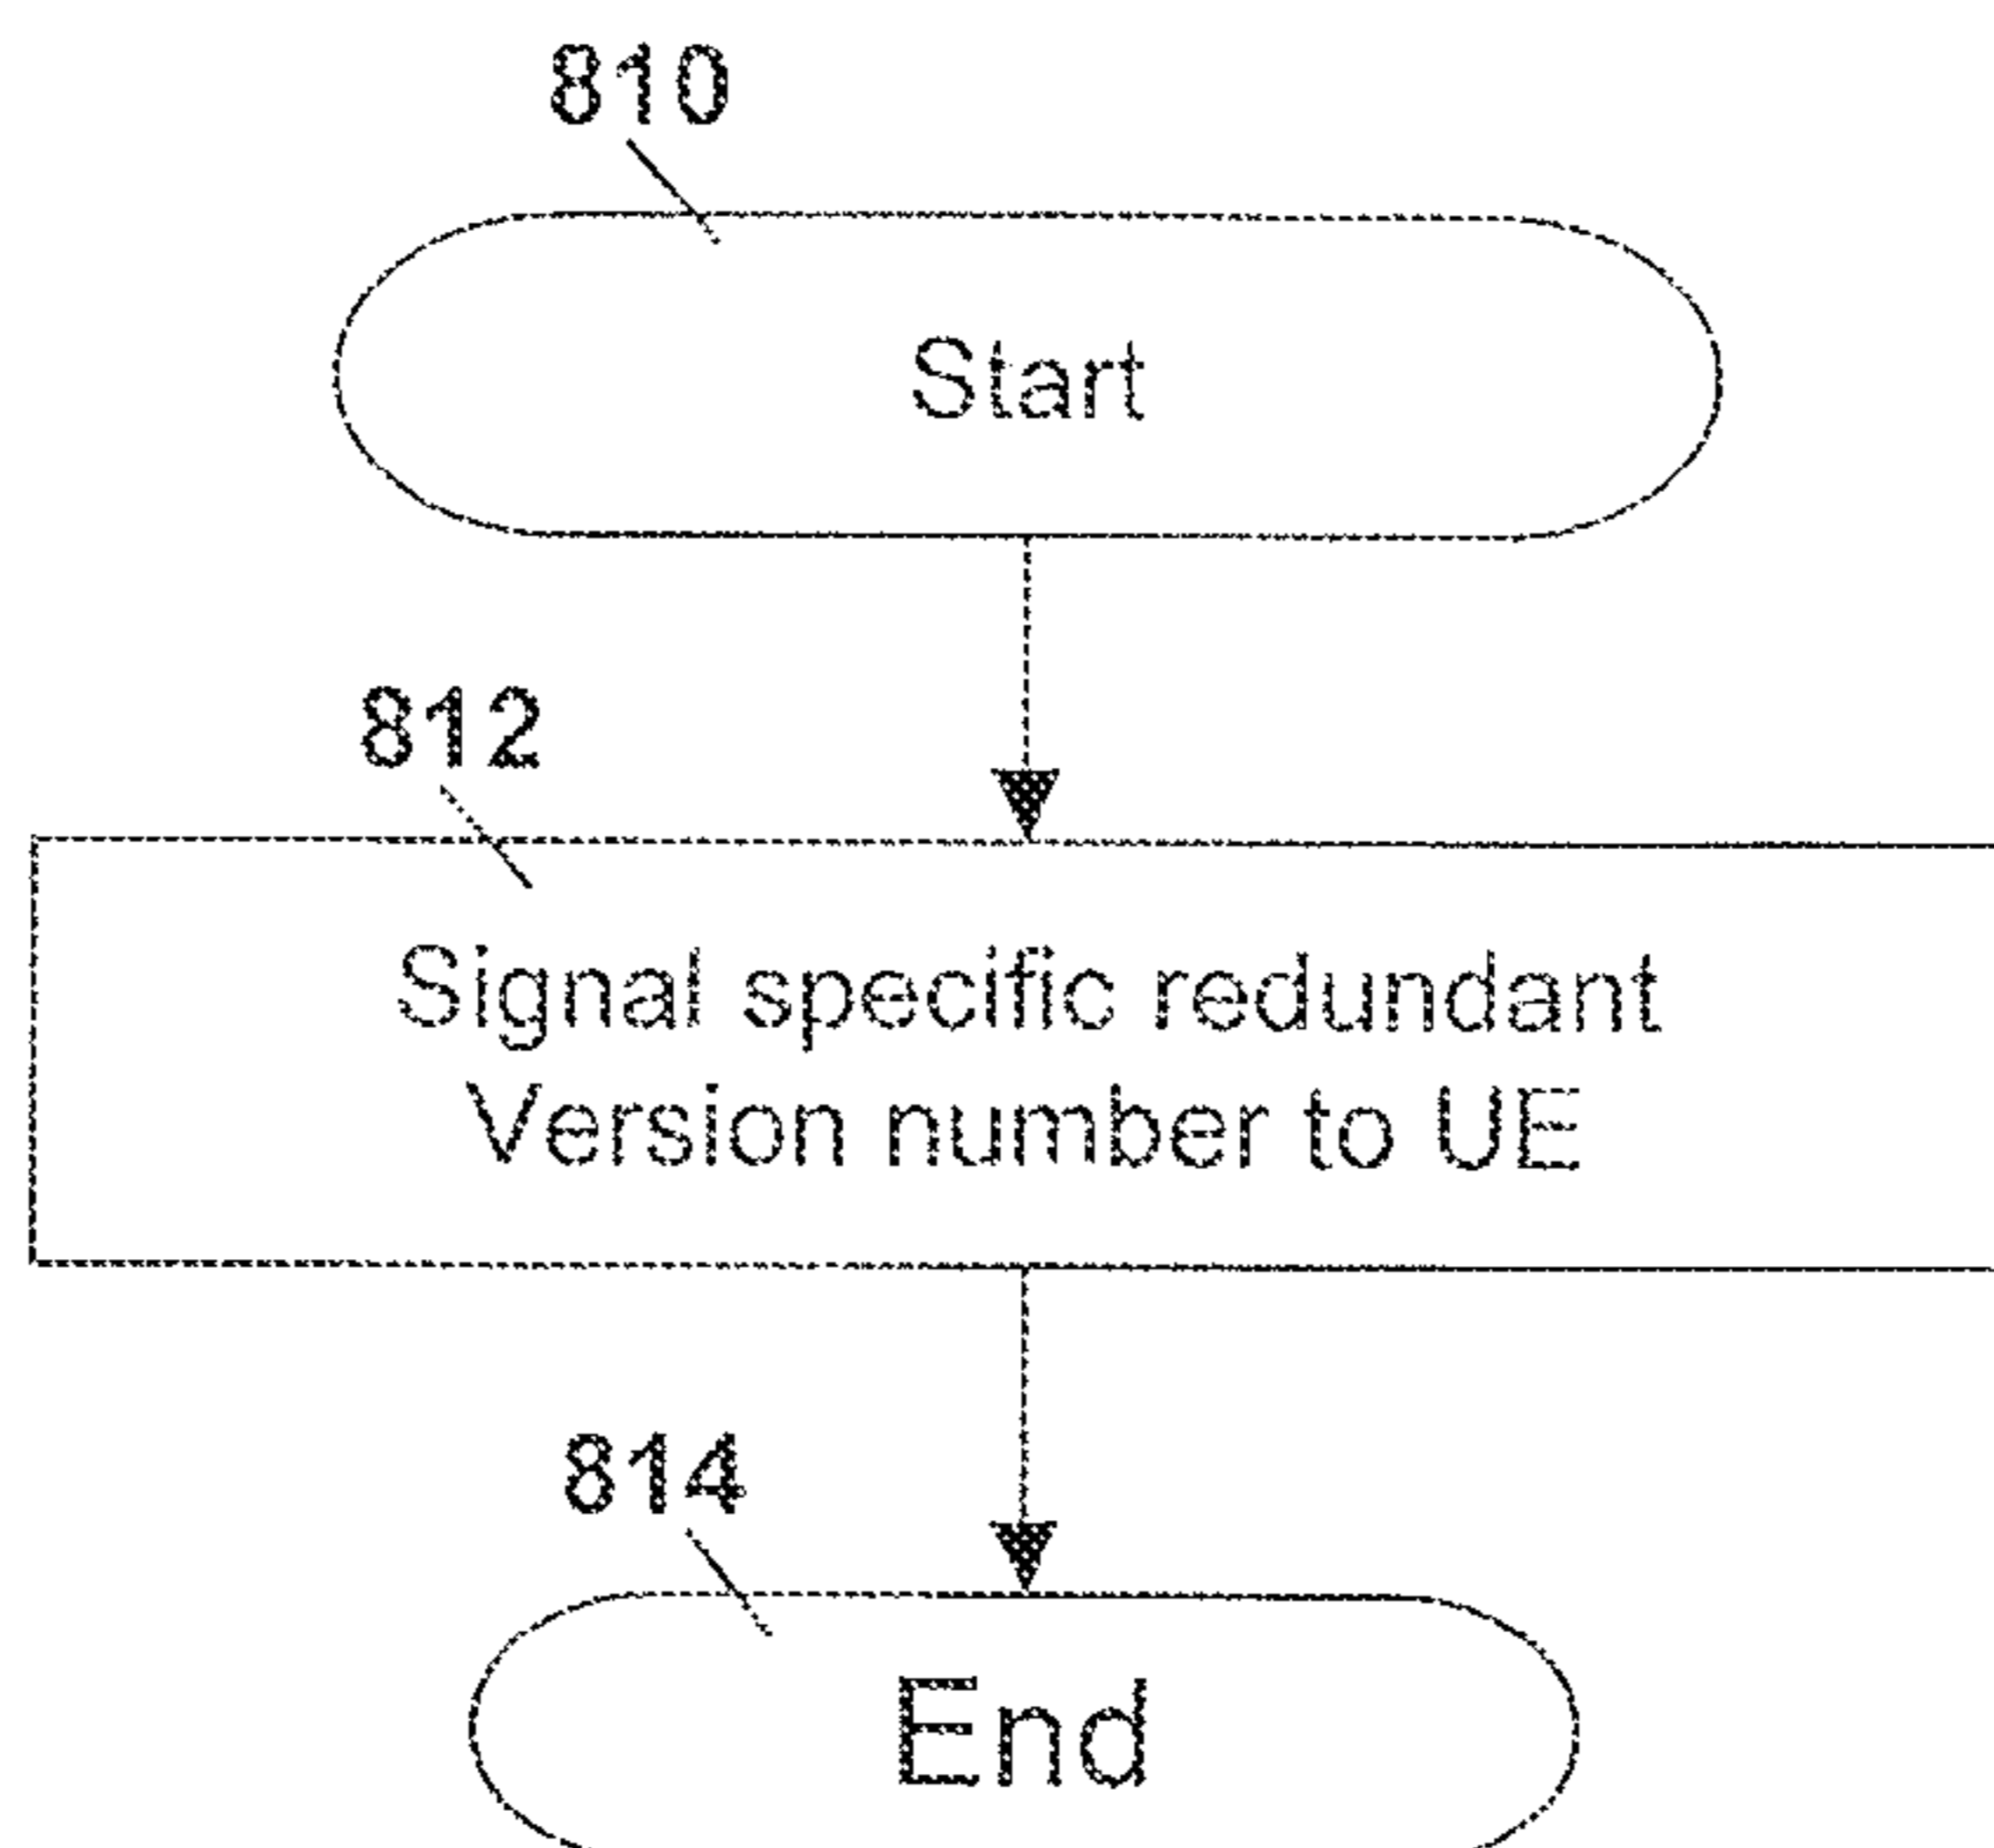 810
Start
812
Signal specific redundant
Version number to UE
814
End